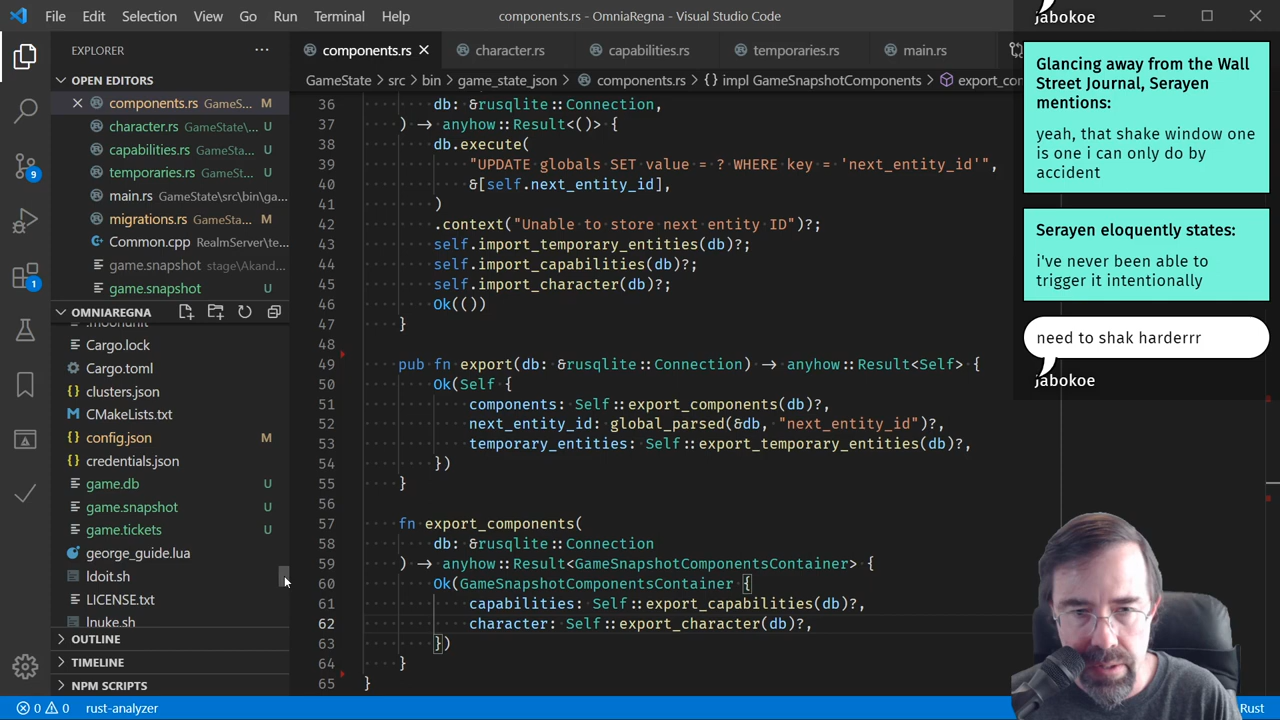 File Edit Selection View Go Run Terminal Help
components.rs - OmniaRegna - Visual Studio Code
EXPLORER
OPEN EDITORS
components.rs GameS... M
character.rs GameState\... U
capabilities.rs GameSta... U
temporaries.rs GameSt... U
main.rs GameState\src\bin\ga...
migrations.rs GameSta... M
Common.cpp RealmServer\te...
game.snapshot stage\Akand...
game.snapshot U
OMNIAREGNA
Cargo.lock
Cargo.toml
clusters.json
CMakeLists.txt
config.json M
credentials.json
game.db U
game.snapshot U
game.tickets U
george_guide.lua
ldoit.sh
LICENSE.txt
lnuke.sh
OUTLINE
TIMELINE
NPM SCRIPTS
9
1
components.rs character.rs capabilities.rs temporaries.rs main.rs
GameState > src > bin > game_state_json > components.rs > {} impl GameSnapshotComponents > export_co
36 db: &rusqlite::Connection,
37 ) -> anyhow::Result<()> {
38 db.execute(
39 "UPDATE globals SET value = ? WHERE key = 'next_entity_id'",
40 &[self.next_entity_id],
41 )
42 .context("Unable to store next entity ID")?;
43 self.import_temporary_entities(db)?;
44 self.import_capabilities(db)?;
45 self.import_character(db)?;
46 Ok(())
47 }
48
49 pub fn export(db: &rusqlite::Connection) -> anyhow::Result<Self> {
50 Ok(Self {
51 components: Self::export_components(db)?,
52 next_entity_id: global_parsed(&db, "next_entity_id")?,
53 temporary_entities: Self::export_temporary_entities(db)?,
54 })
55 }
56
57 fn export_components(
58 db: &rusqlite::Connection
59 ) -> anyhow::Result<GameSnapshotComponentsContainer> {
60 Ok(GameSnapshotComponentsContainer {
61 capabilities: Self::export_capabilities(db)?,
62 character: Self::export_character(db)?,
63 })
64 }
65 }
jabokoe
Glancing away from the Wall
Street Journal, Serayen
mentions:
yeah, that shake window one
is one i can only do by
accident
Serayen eloquently states:
i've never been able to
trigger it intentionally
need to shak harderrr
jabokoe
0 0 rust-analyzer
Rust